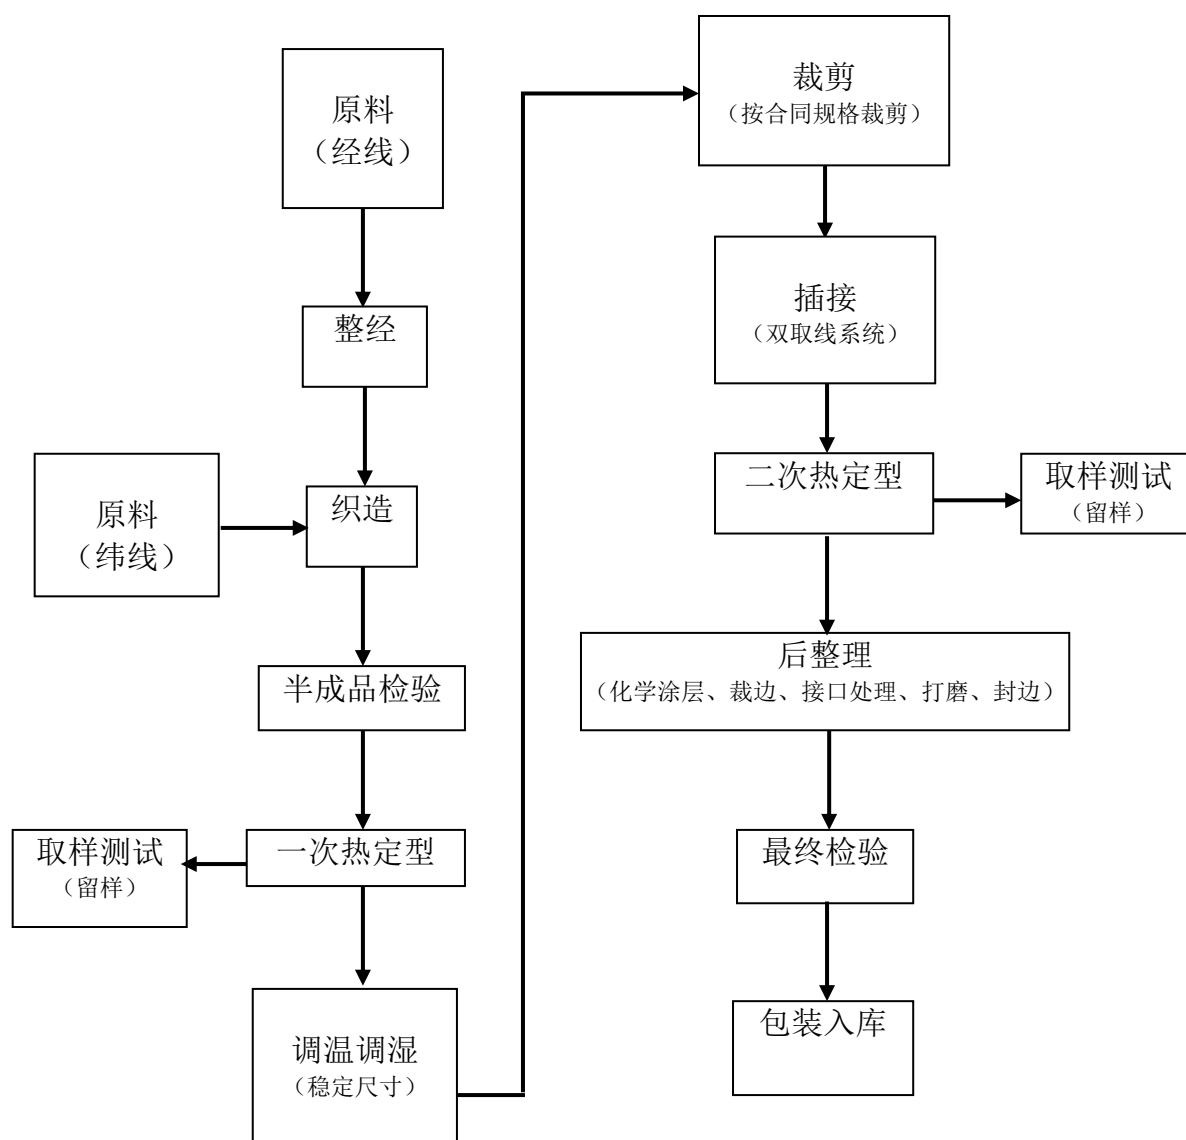 原料
（经线）
整经
原料
（纬线）
织造
半成品检验
取样测试
（留样）
一次热定型
调温调湿
（稳定尺寸）
裁剪
（按合同规格裁剪）
插接
（双取线系统）
二次热定型
取样测试
（留样）
后整理
（化学涂层、裁边、接口处理、打磨、封边）
最终检验
包装入库